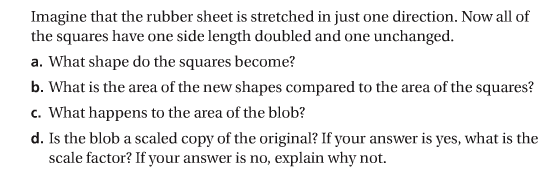 Imagine that the rubber sheet is stretched in just one direction. Now all of
the squares have one side length doubled and one unchanged.
a. What shape do the squares become?
b. What is the area of the new shapes compared to the area of the squares?
c. What happens to the area of the blob?
d. Is the blob a scaled copy of the original? If your answer is yes, what is the
scale factor? If your answer is no, explain why not.